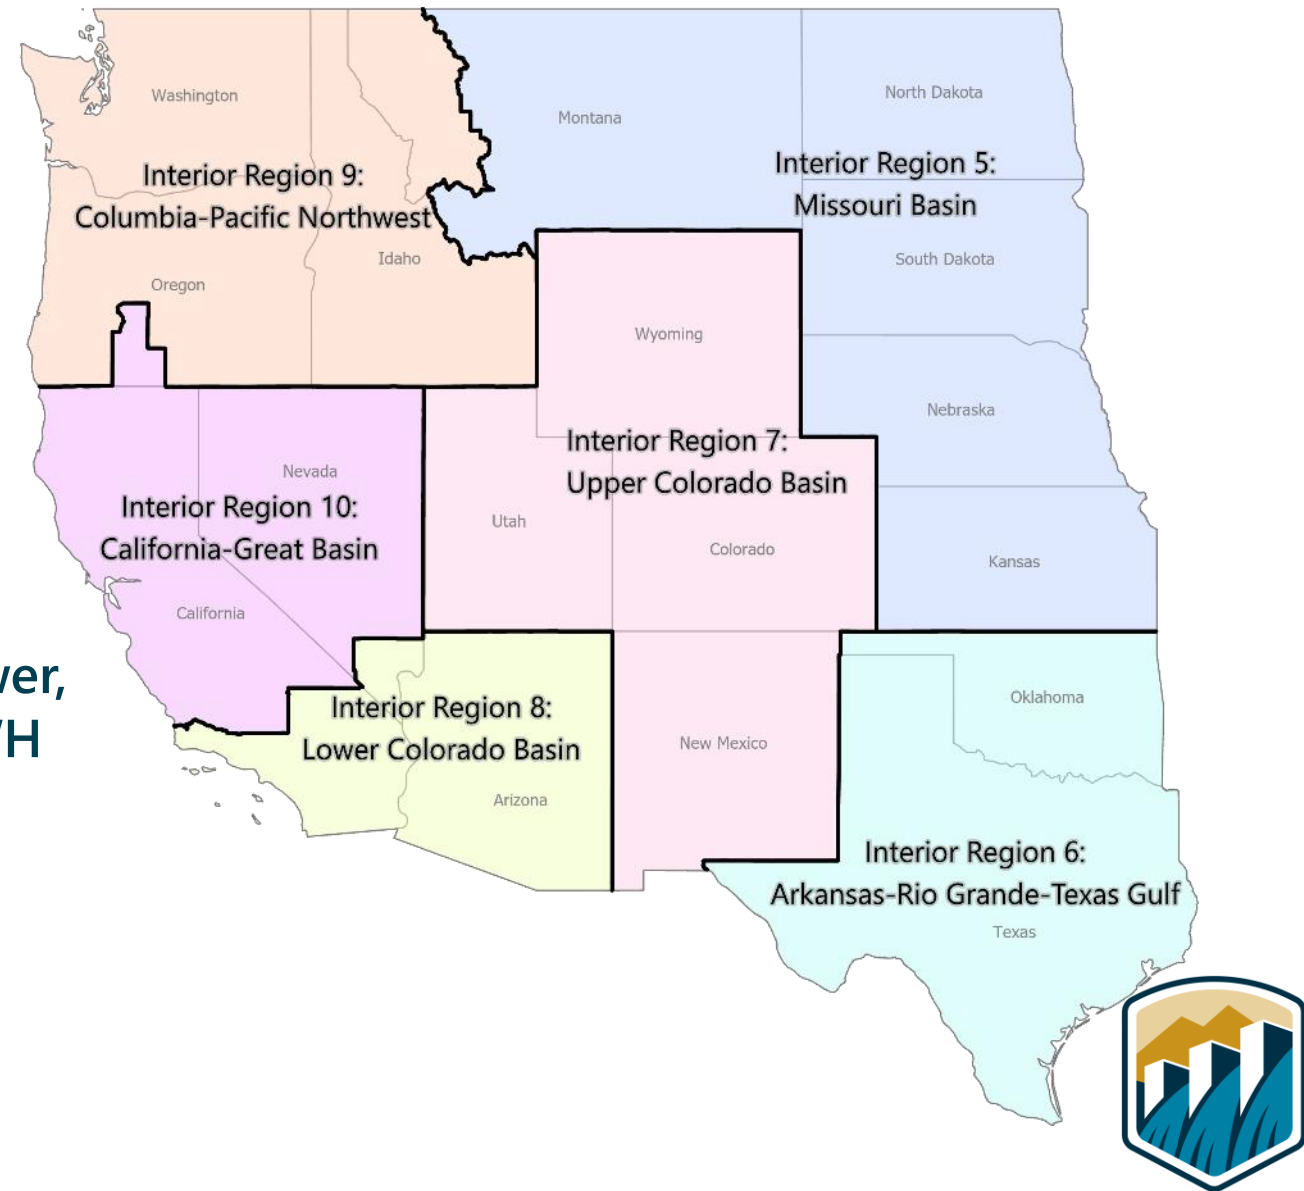 Washington
North Dakota
Montana
Interior Region 5:
Missouri Basin
Interior Region 9:
Columbia-Pacific Northwest
Idaho
South Dakota
Oregon
Wyoming
Nebraska
Interior Region 7:
Upper Colorado Basin
Nevada
Interior Region 10:
California-Great Basin
Utah
Colorado
Kansas
California
wer,
/H
Interior Region 8:
Lower Colorado Basin
Oklahoma
New Mexico
Arizona
Interior Region 6:
Arkansas-Rio Grande-Texas Gulf
Texas